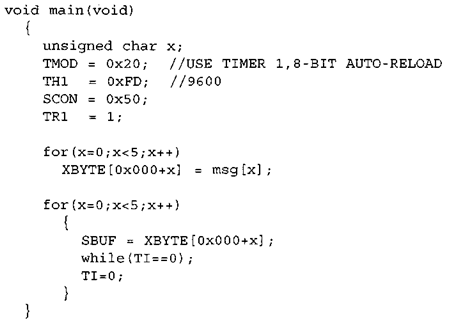 void main(void)
{
unsigned char x;
TMOD = 0x20; //USE TIMER 1,8-BIT AUTO-RELOAD
TH1 = 0xFD; //9600
SCON = 0x50;
TR1 = 1;
for(x=0;x<5;x++)
XBYTE[0x000+x] = msg[x];
for(x=0;x<5;x++)
{
SBUF = XBYTE[0x000+x];
while(TI==0);
TI=0;
}
}